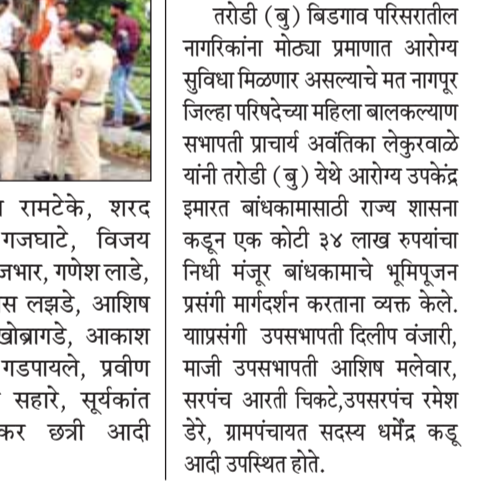 रामटेके, शरद
गजघाटे, विजय
गणेश लाडे,
लझडे, आशिष
खोब्रागडे, आकाश
गडपायले, प्रवीण
सहारे, सूर्यकांत
छत्री आदी
तरोडी (बु) बिडगाव परिसरातील
नागरिकांना मोठ्या प्रमाणात आरोग्य
सुविधा मिळणार असल्याचे मत नागपूर
जिल्हा परिषदेच्या महिला बालकल्याण
सभापती प्राचार्य अवंतिका लेकुरवाळे
यांनी तरोडी (बु) येथे आरोग्य उपकेंद्र
इमारत बांधकामासाठी राज्य शासना
कडून एक कोटी ३४ लाख रुपयांचा
निधी मंजूर बांधकामाचे भूमिपूजन
प्रसंगी मार्गदर्शन करताना व्यक्त केले.
यााप्रसंगी उपसभापती दिलीप वंजारी,
माजी उपसभापती आशिष मलेवार,
सरपंच आरती चिकटे,उपसरपंच रमेश
डेरे, ग्रामपंचायत सदस्य धर्मेंद्र कडू
आदी उपस्थित होते.